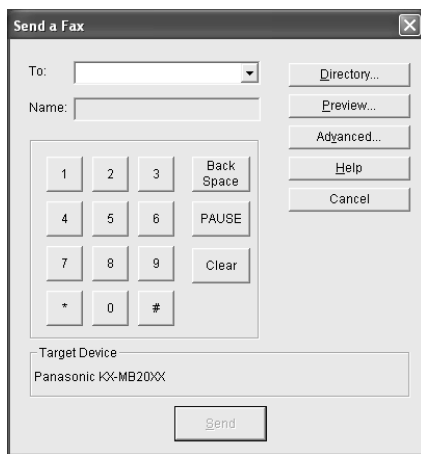 Send a Fax
To:
Directory...
Name:
Preview...
Advanced...
1 2 3 Back Space
Help
4 5 6 PAUSE
Cancel
7 8 9 Clear
* 0 #
Target Device
Panasonic KX-MB20XX
Send